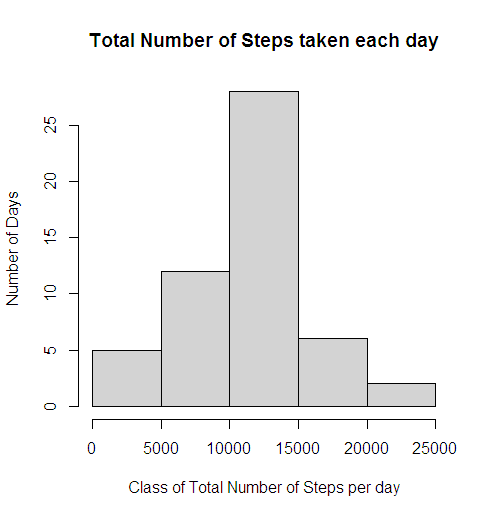 Total Number of Steps taken each day
Number of Days
25
20
15
10
5
0
0 5000 10000 15000 20000 25000
Class of Total Number of Steps per day